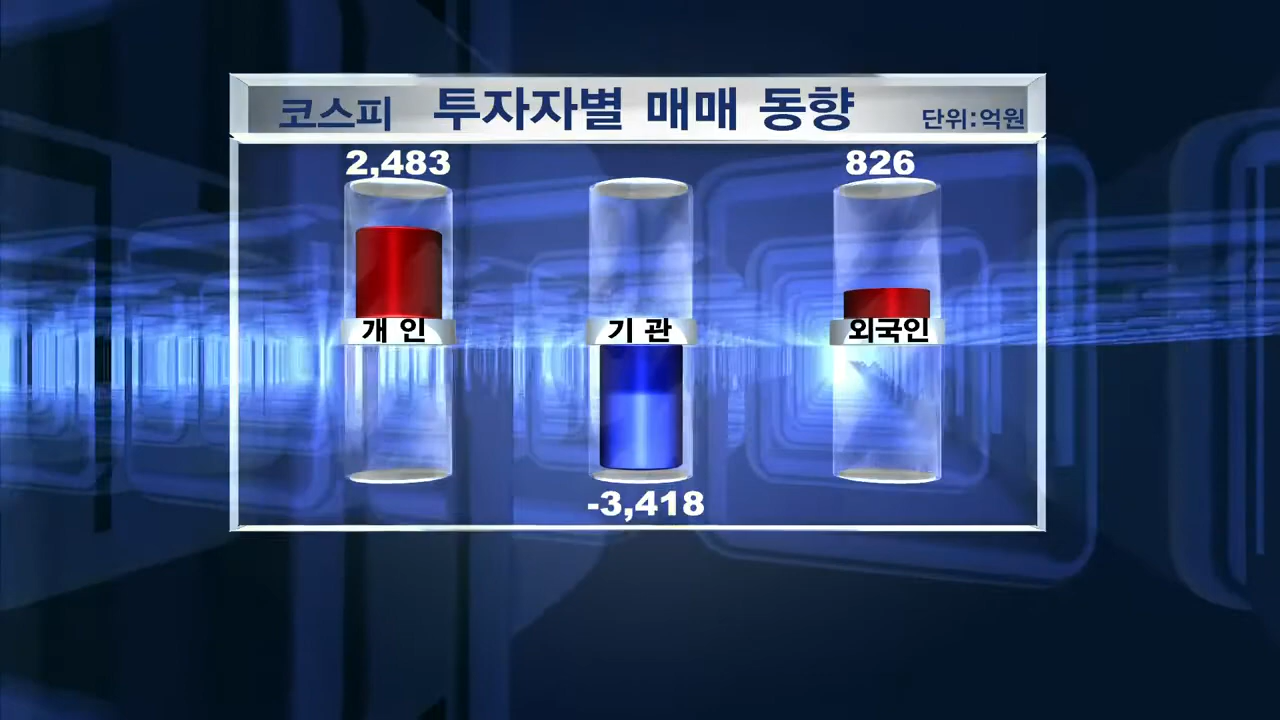 코스피 투자자별 매매 동향 단위:억원
2,483 826
개 인 기 관 외국인
-3,418